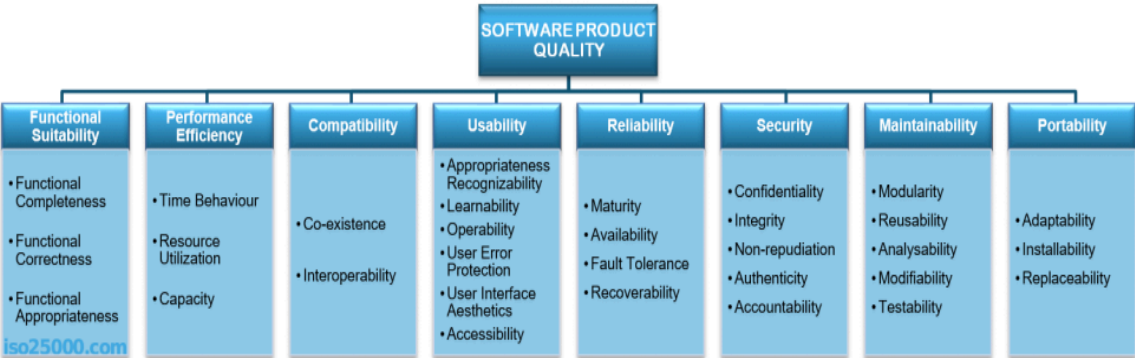 SOFTWARE PRODUCT
QUALITY
Functional
Suitability
• Functional
Completeness
• Functional
Correctness
• Functional
Appropriateness
Performance
Efficiency
• Time Behaviour
• Resource
Utilization
• Capacity
Compatibility
• Co-existence
• Interoperability
Usability
• Appropriateness
Recognizability
• Learnability
• Operability
• User Error
Protection
• User Interface
Aesthetics
• Accessibility
Reliability
• Maturity
• Availability
• Fault Tolerance
• Recoverability
Security
• Confidentiality
• Integrity
• Non-repudiation
• Authenticity
• Accountability
Maintainability
• Modularity
• Reusability
• Analysability
• Modifiability
• Testability
Portability
• Adaptability
• Installability
• Replaceability
iso25000.com